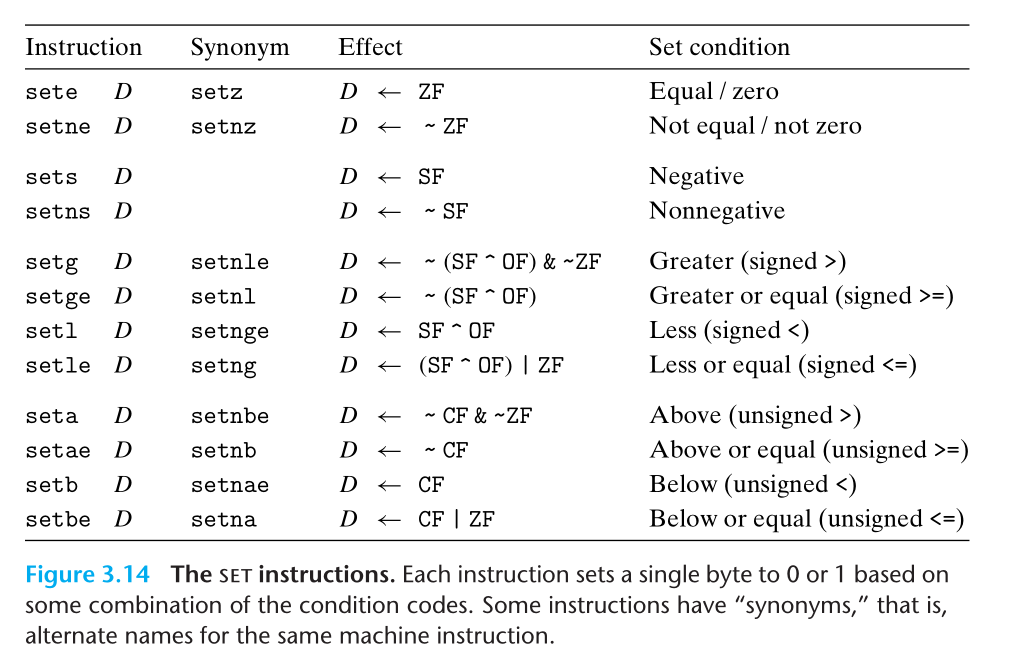 Instruction Synonym Effect Set condition
sete D setz D ← ZF Equal / zero
setne D setnz D ← ~ ZF Not equal / not zero
sets D D ← SF Negative
setns D D ← ~ SF Nonnegative
setg D setnle D ← ~ (SF ^ OF) & ~ZF Greater (signed >)
setge D setnl D ← ~ (SF ^ OF) Greater or equal (signed >=)
setl D setnge D ← SF ^ OF Less (signed <)
setle D setng D ← (SF ^ OF) | ZF Less or equal (signed <=)
seta D setnbe D ← ~ CF & ~ZF Above (unsigned >)
setae D setnb D ← ~ CF Above or equal (unsigned >=)
setb D setnae D ← CF Below (unsigned <)
setbe D setna D ← CF | ZF Below or equal (unsigned <=)
Figure 3.14 The SET instructions. Each instruction sets a single byte to 0 or 1 based on
some combination of the condition codes. Some instructions have “synonyms,” that is,
alternate names for the same machine instruction.